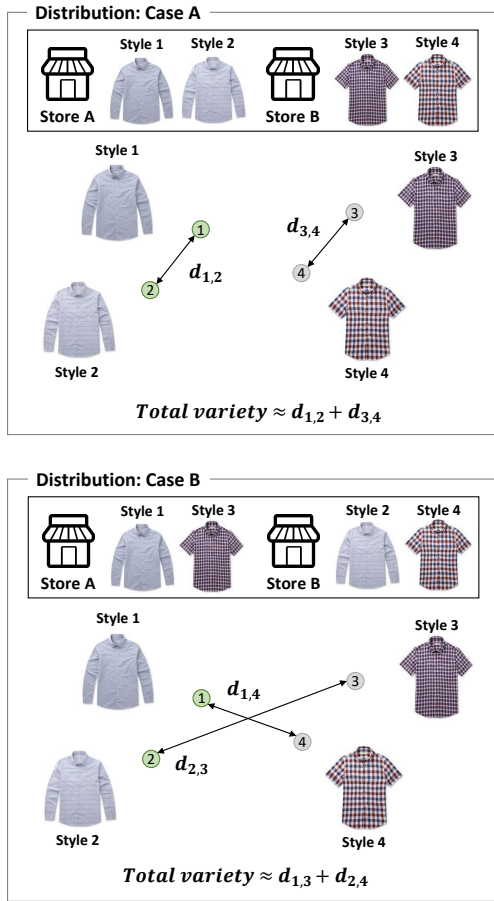 Distribution: Case A
Style 1 Style 2 Style 3 Style 4
Store A Store B
Style 1 Style 3
1 3
d3,4
4
d1,2
2
Style 2 Style 4
Total variety ≈ d1,2 + d3,4
Distribution: Case B
Style 1 Style 3 Style 2 Style 4
Store A Store B
Style 1 Style 3
1 d1,4 3
4
2 d2,3
Style 2 Style 4
Total variety ≈ d1,3 + d2,4